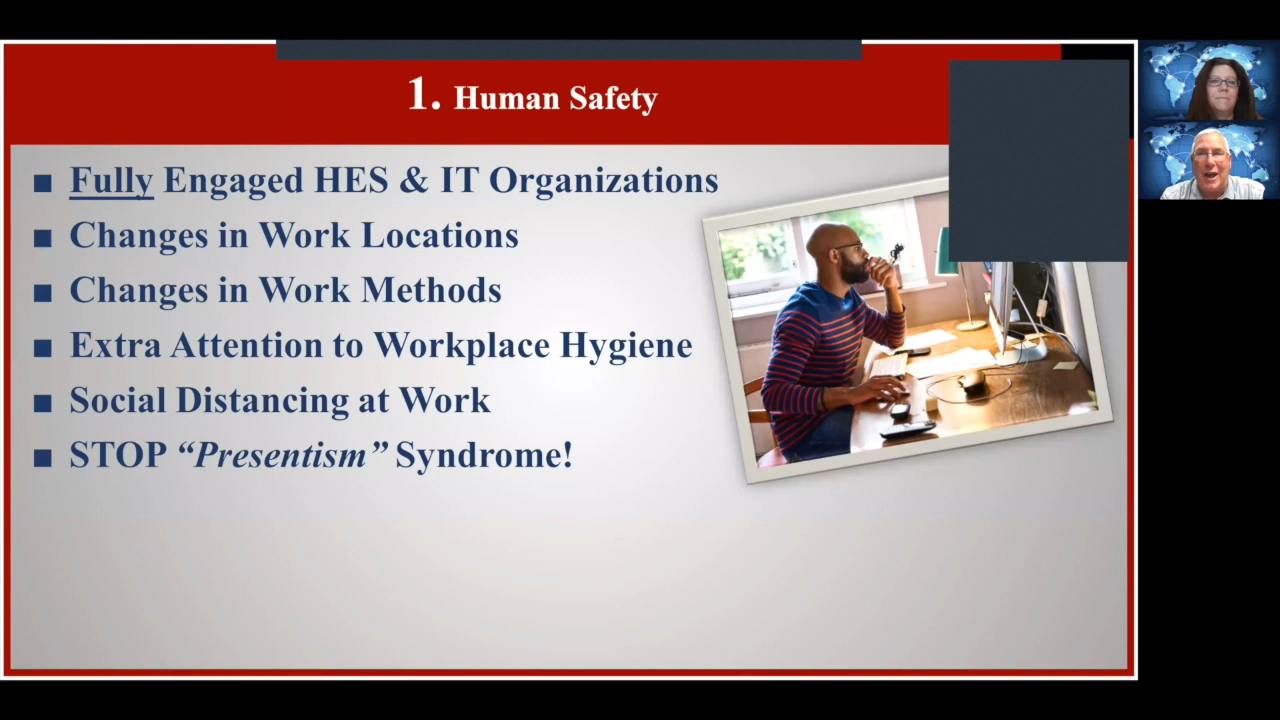 1. Human Safety
■ Fully Engaged HES & IT Organizations
■ Changes in Work Locations
■ Changes in Work Methods
■ Extra Attention to Workplace Hygiene
■ Social Distancing at Work
■ STOP “Presentism” Syndrome!